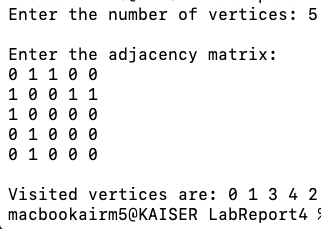 Enter the number of vertices: 5
Enter the adjacency matrix:
0 1 1 0 0
1 0 0 1 1
1 0 0 0 0
0 1 0 0 0
0 1 0 0 0
Visited vertices are: 0 1 3 4 2
macbookairm5@KAISER LabReport4 %